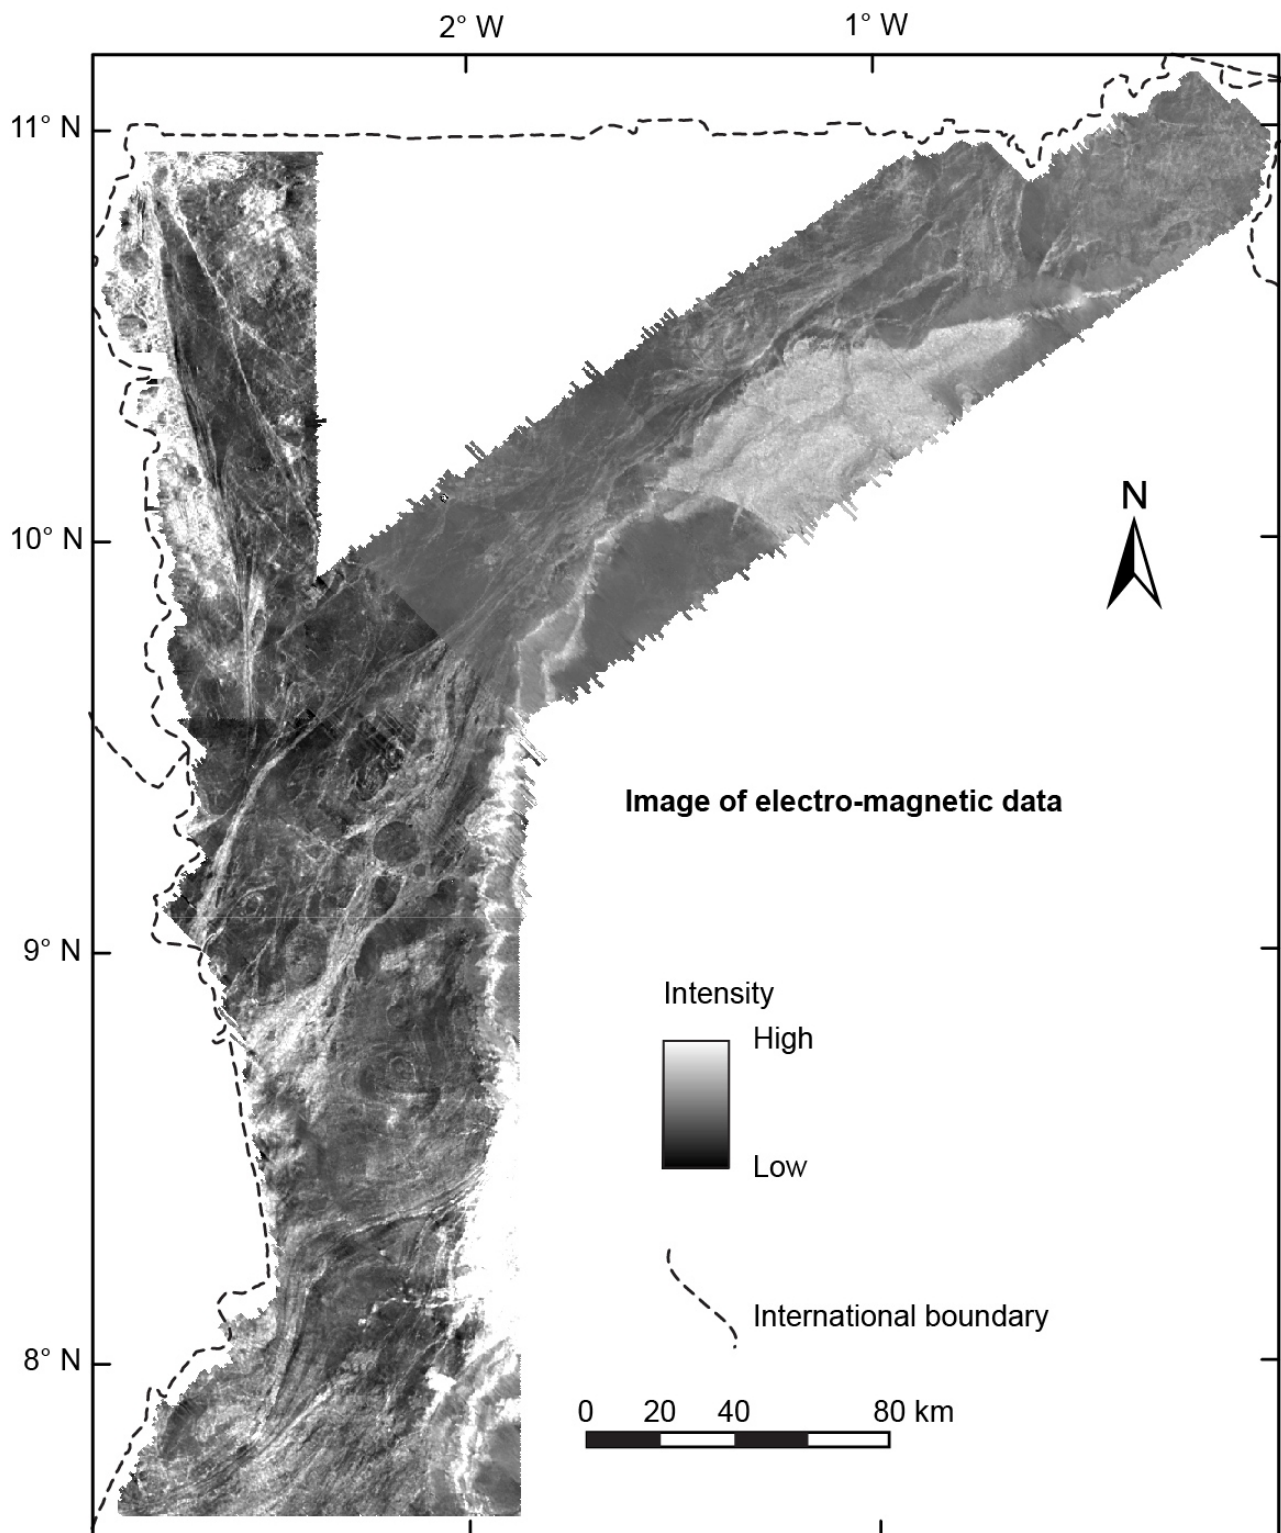 2° W
1° W
11° N
10° N
N
Image of electro-magnetic data
9° N
Intensity
High
Low
International boundary
8° N
0 20 40 80 km